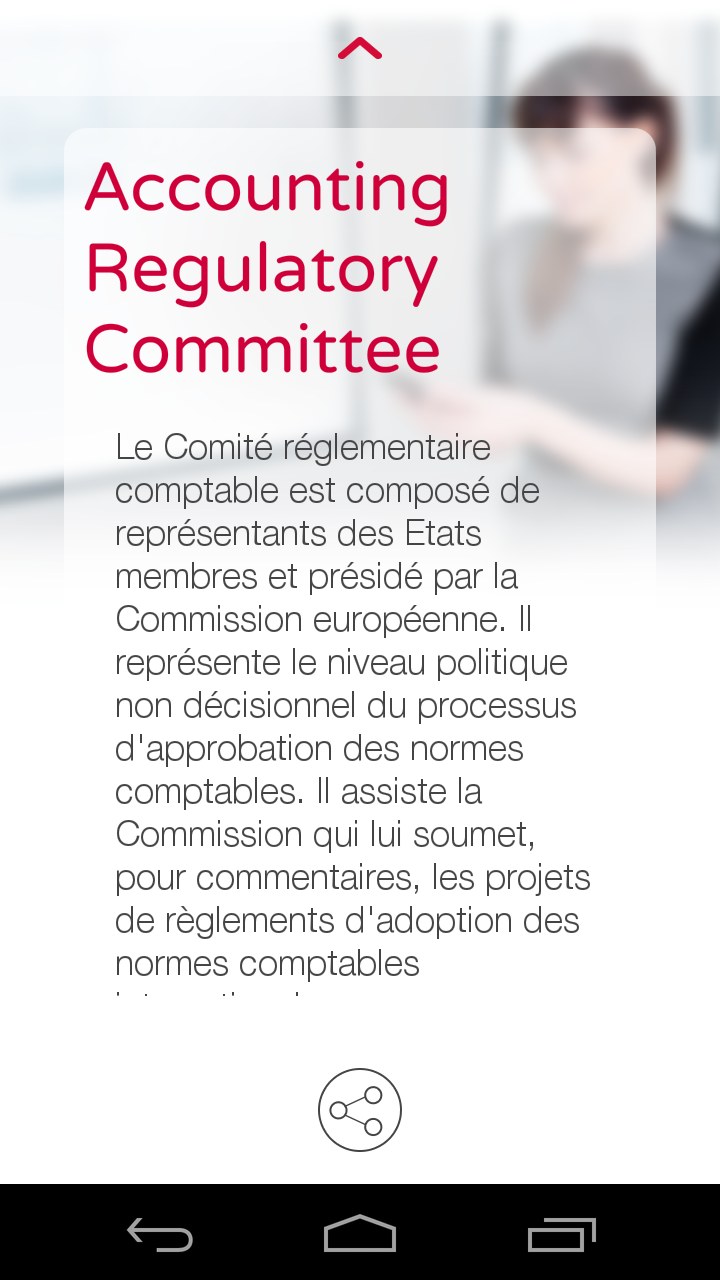 Accounting
Regulatory
Committee
Le Comité réglementaire
comptable est composé de
représentants des Etats
membres et présidé par la
Commission européenne. Il
représente le niveau politique
non décisionnel du processus
d'approbation des normes
comptables. Il assiste la
Commission qui lui soumet,
pour commentaires, les projets
de règlements d'adoption des
normes comptables